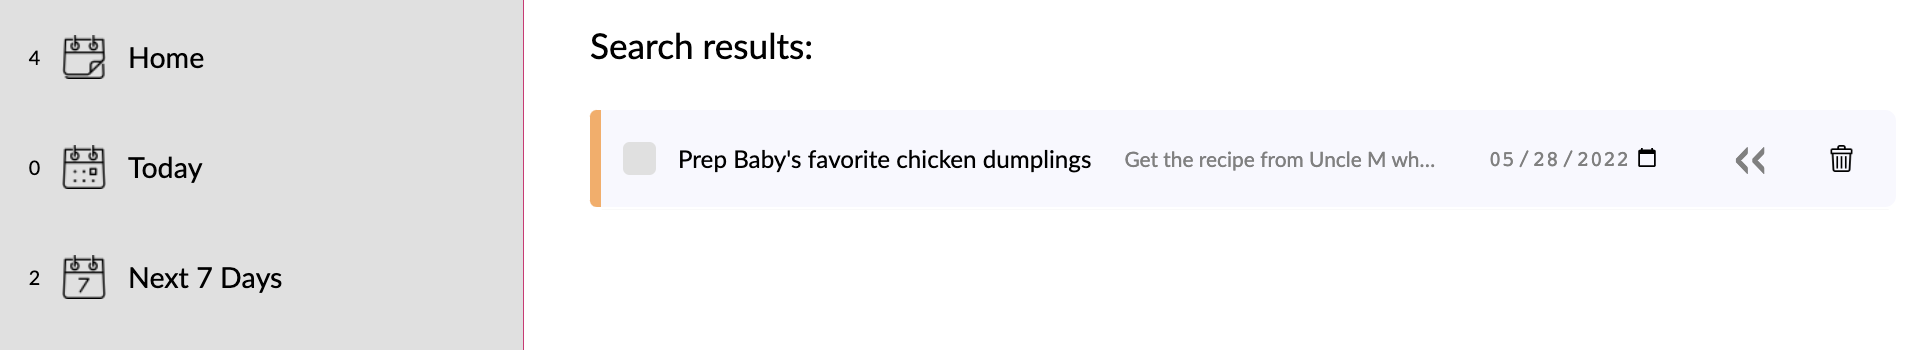 4 Home
0 Today
2 7 Next 7 Days
Search results:
Prep Baby's favorite chicken dumplings Get the recipe from Uncle M wh... 05/28/2022